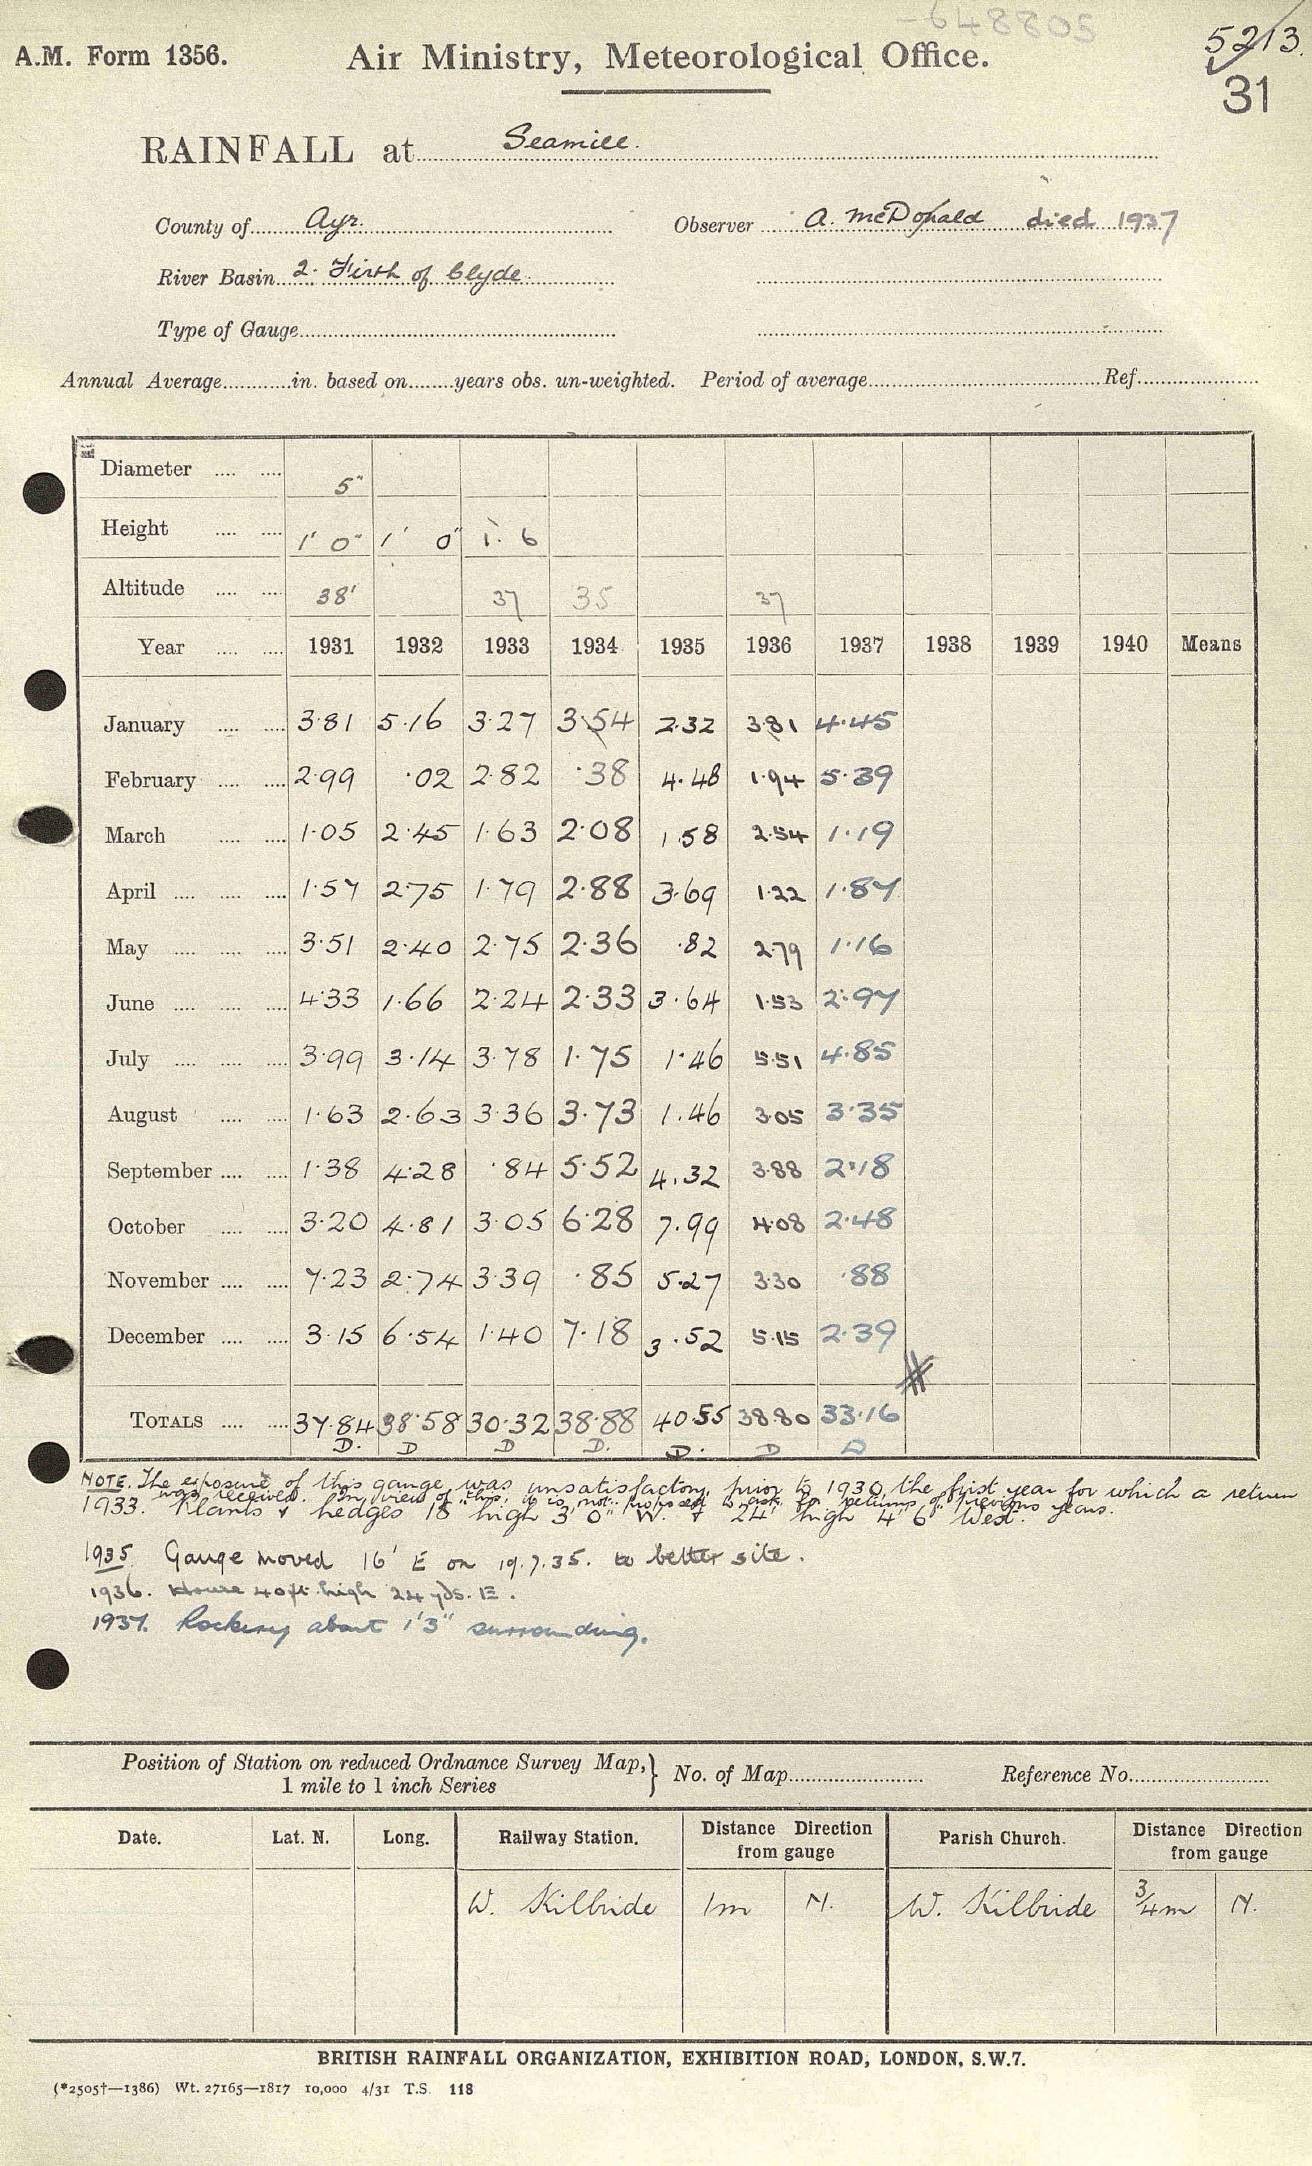 -648805
A.M. Form 1356.
Air Ministry, Meteorological Office.
5213.
31
RAINFALL at Seamill.
County of Ayr.
Observer A. McDonald died 1937
River Basin 2. Firth of Clyde
Type of Gauge
Annual Average in. based on years obs. un-weighted. Period of average Ref.
Diameter 5"
Height 1' 0" 1' 0" 1. 6
Altitude 38' 37 35 37
Year 1931 1932 1933 1934 1935 1936 1937 1938 1939 1940 Means
January 3·81 5·16 3·27 3·54 2·32 3·81 4·45
February 2·99 ·02 2·82 ·38 4·48 1·94 5·39
March 1·05 2·45 1·63 2·08 1·58 2·54 1·19
April 1·57 2·75 1·79 2·88 3·69 1·22 1·87
May 3·51 2·40 2·75 2·36 ·82 2·79 1·16
June 4·33 1·66 2·24 2·33 3·64 1·53 2·97
July 3·99 3·14 3·78 1·75 1·46 5·51 4·85
August 1·63 2·63 3·36 3·73 1·46 3·05 3·35
September 1·38 4·28 ·84 5·52 4·32 3·88 2·18
October 3·20 4·81 3·05 6·28 7·99 4·08 2·48
November 7·23 2·74 3·39 ·85 5·27 3·30 ·88
December 3·15 6·54 1·40 7·18 3·52 5·15 2·39
TOTALS 37·84 38·58 30·32 38·88 40·55 38·80 33·16
D. D D D. D. D D
NOTE. The exposure of this gauge was unsatisfactory prior to 1930, the first year for which a return
was received. In view of this, it is not proposed to ask for returns of previous years.
1933. Plants & hedges 18" high 3' 0" W. & 24" high 4' 6" West.
1935. Gauge moved 16' E on 19.7.35. to better site.
1936. House 40ft high 24 yds. E.
1937. Rockery about 1'3" surrounding.
Position of Station on reduced Ordnance Survey Map,
1 mile to 1 inch Series
No. of Map
Reference No.
Date. Lat. N. Long. Railway Station. Distance Direction from gauge Parish Church. Distance Direction from gauge
W. Kilbride 1m N. W. Kilbride 3/4m N.
BRITISH RAINFALL ORGANIZATION, EXHIBITION ROAD, LONDON, S.W.7.
(*2505†—1386) Wt. 27165—1817 10,000 4/31 T.S. 118